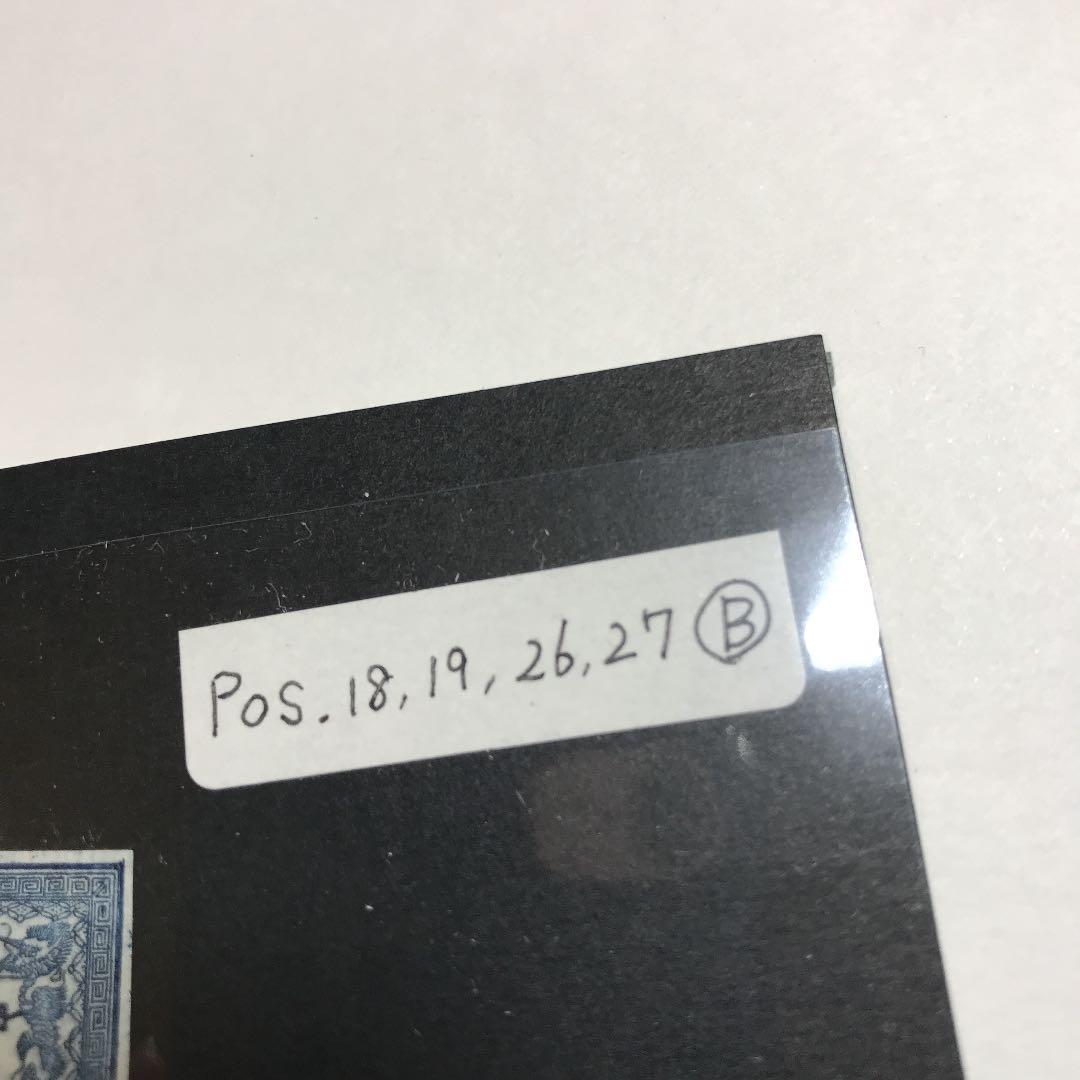 Pos. 18, 19, 26, 27 Ⓑ